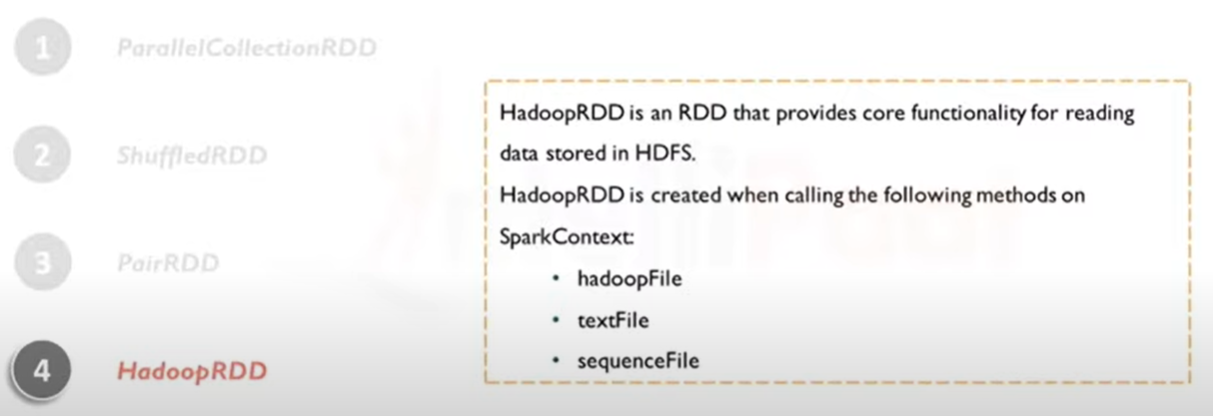 1 ParallelCollectionRDD
2 ShuffledRDD
3 PairRDD
4 HadoopRDD
HadoopRDD is an RDD that provides core functionality for reading
data stored in HDFS.
HadoopRDD is created when calling the following methods on
SparkContext:
• hadoopFile
• textFile
• sequenceFile